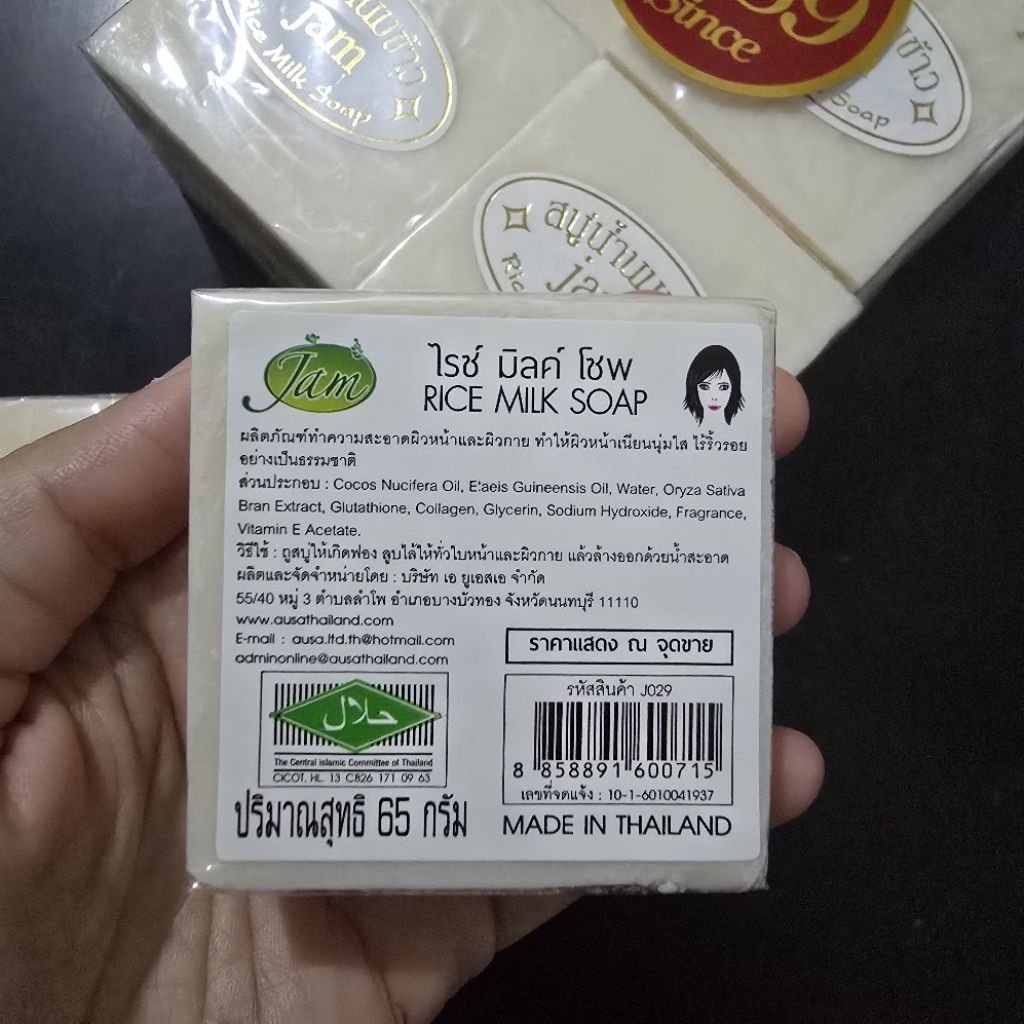 Jam
Rice Milk Soap
Since
Soap
สบู่น้ำนม
Jam
ไรซ์ มิลค์ โซพ
RICE MILK SOAP
ผลิตภัณฑ์ทำความสะอาดผิวหน้าและผิวกาย ทำให้ผิวหน้าเนียนนุ่มใส ไร้ริ้วรอย
อย่างเป็นธรรมชาติ
ส่วนประกอบ : Cocos Nucifera Oil, Elaeis Guineensis Oil, Water, Oryza Sativa
Bran Extract, Glutathione, Collagen, Glycerin, Sodium Hydroxide, Fragrance,
Vitamin E Acetate.
วิธีใช้ : ถูสบู่ให้เกิดฟอง ลูบไล้ให้ทั่วใบหน้าและผิวกาย แล้วล้างออกด้วยน้ำสะอาด
ผลิตและจัดจำหน่ายโดย : บริษัท เอ ยูเอสเอ จำกัด
55/40 หมู่ 3 ตำบลลำโพ อำเภอบางบัวทอง จังหวัดนนทบุรี 11110
www.ausathailand.com
E-mail : ausa.ltd.th@hotmail.com
adminonline@ausathailand.com
ราคาแสดง ณ จุดขาย
حلال
The Central Islamic Committee of Thailand
CICOT. HL. 13 C826 171 09 63
ปริมาณสุทธิ 65 กรัม
รหัสสินค้า J029
8 858891 600715
เลขที่จดแจ้ง : 10-1-6010041937
MADE IN THAILAND